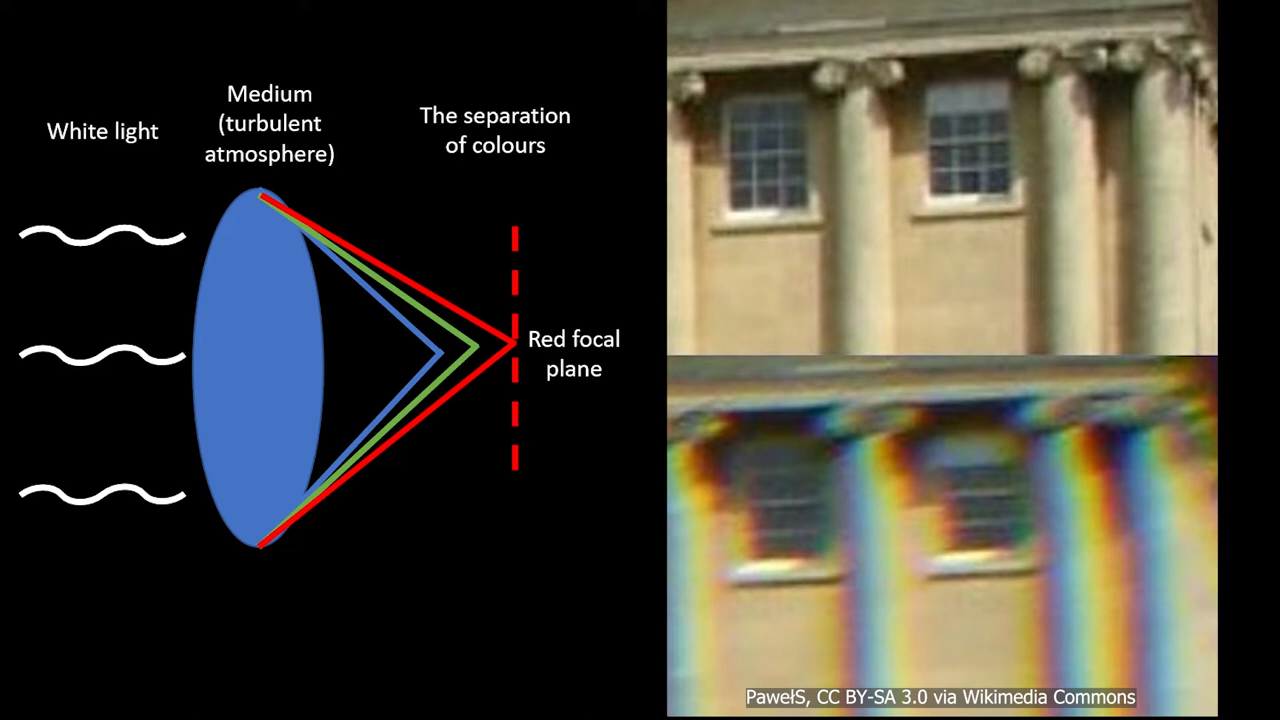 White light
Medium
(turbulent
atmosphere)
The separation
of colours
Red focal
plane
PawełS, CC BY-SA 3.0 via Wikimedia Commons